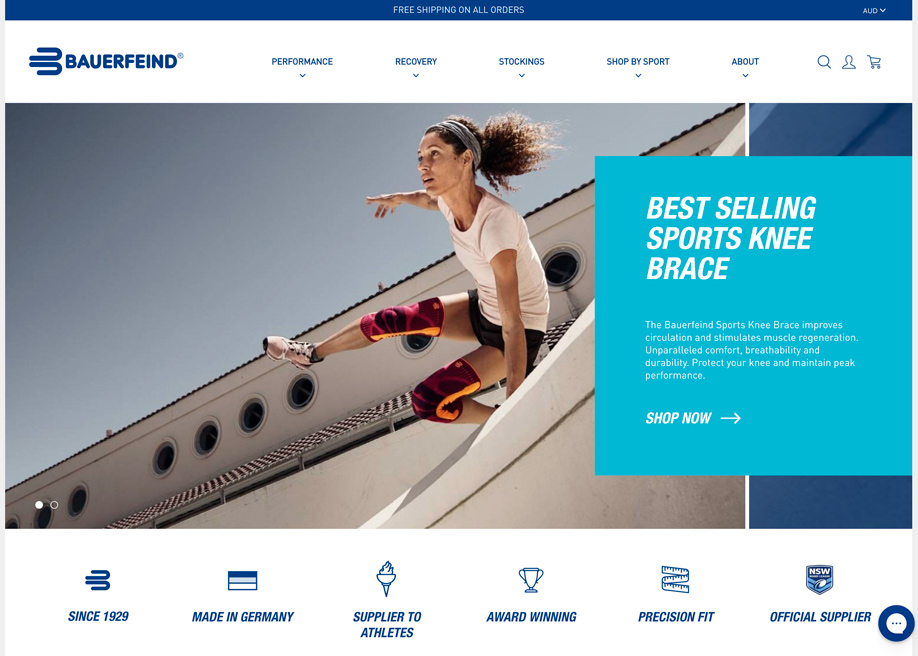 FREE SHIPPING ON ALL ORDERS
AUD
BAUERFEIND®
PERFORMANCE
RECOVERY
STOCKINGS
SHOP BY SPORT
ABOUT
BEST SELLING
SPORTS KNEE
BRACE
The Bauerfeind Sports Knee Brace improves
circulation and stimulates muscle regeneration.
Unparalleled comfort, breathability and
durability. Protect your knee and maintain peak
performance.
SHOP NOW
SINCE 1929
MADE IN GERMANY
SUPPLIER TO
ATHLETES
AWARD WINNING
PRECISION FIT
NSW
OFFICIAL SUPPLIER